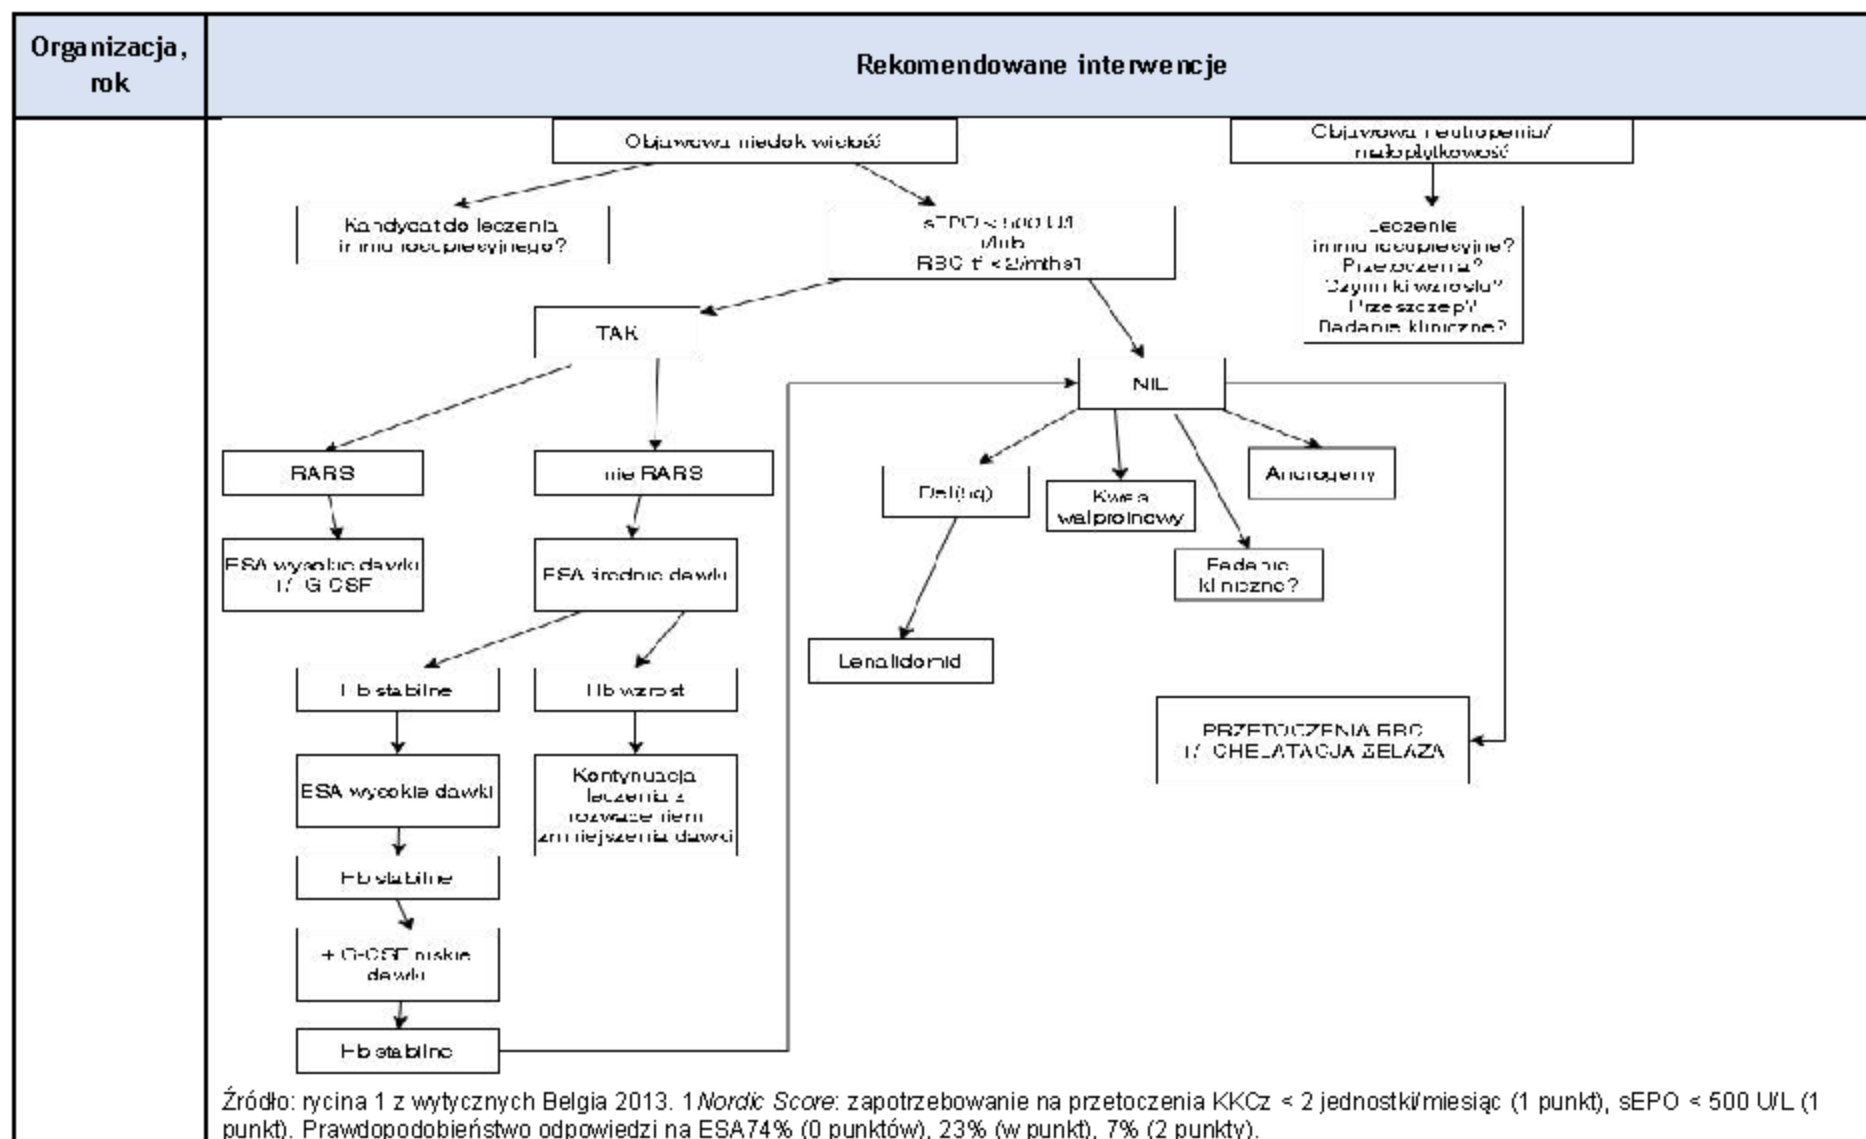 Organizacja,
rok
Rekomendowane interwencje
Objawowa niedokrwistość
Objawowa neutropenia/
małopłytkowość
Kandydat do leczenia
immunosupresyjnego?
sEPO < 500 U/l
i/lub
RBC tf < 2/mths1
Leczenie
immunosupresyjne?
Przetoczenia?
Czynniki wzrostu?
Przeszczep?
Badanie kliniczne?
TAK
NIE
RARS
nie RARS
Del(5q)
Kwas
walproinowy
Androgeny
ESA wysokie dawki
+/- G-CSF
ESA średnie dawki
Badanie
kliniczne?
Lenalidomid
Hb stabilne
Hb wzrost
PRZETOCZENIA RBC
+/- CHELATACJA ŻELAZA
ESA wysokie dawki
Kontynuacja
leczenia z
rozważeniem
zmniejszenia dawki
Hb stabilne
+ G-CSF niskie
dawki
Hb stabilne
Źródło: rycina 1 z wytycznych Belgia 2013. 1Nordic Score: zapotrzebowanie na przetoczenia KKCz < 2 jednostki/miesiąc (1 punkt), sEPO < 500 U/L (1
punkt). Prawdopodobieństwo odpowiedzi na ESA74% (0 punktów), 23% (w punkt), 7% (2 punkty).